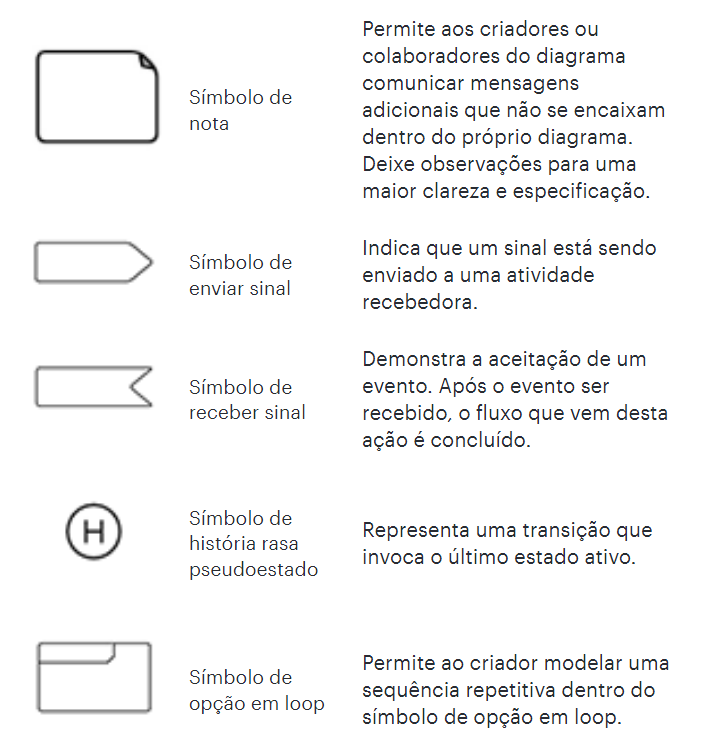 Permite aos criadores ou
colaboradores do diagrama
comunicar mensagens
adicionais que não se encaixam
dentro do próprio diagrama.
Deixe observações para uma
maior clareza e especificação.
Símbolo de
nota
Indica que um sinal está sendo
enviado a uma atividade
recebedora.
Símbolo de
enviar sinal
Demonstra a aceitação de um
evento. Após o evento ser
recebido, o fluxo que vem desta
ação é concluído.
Símbolo de
receber sinal
H
Símbolo de
história rasa
pseudoestado
Representa uma transição que
invoca o último estado ativo.
Símbolo de
opção em loop
Permite ao criador modelar uma
sequência repetitiva dentro do
símbolo de opção em loop.